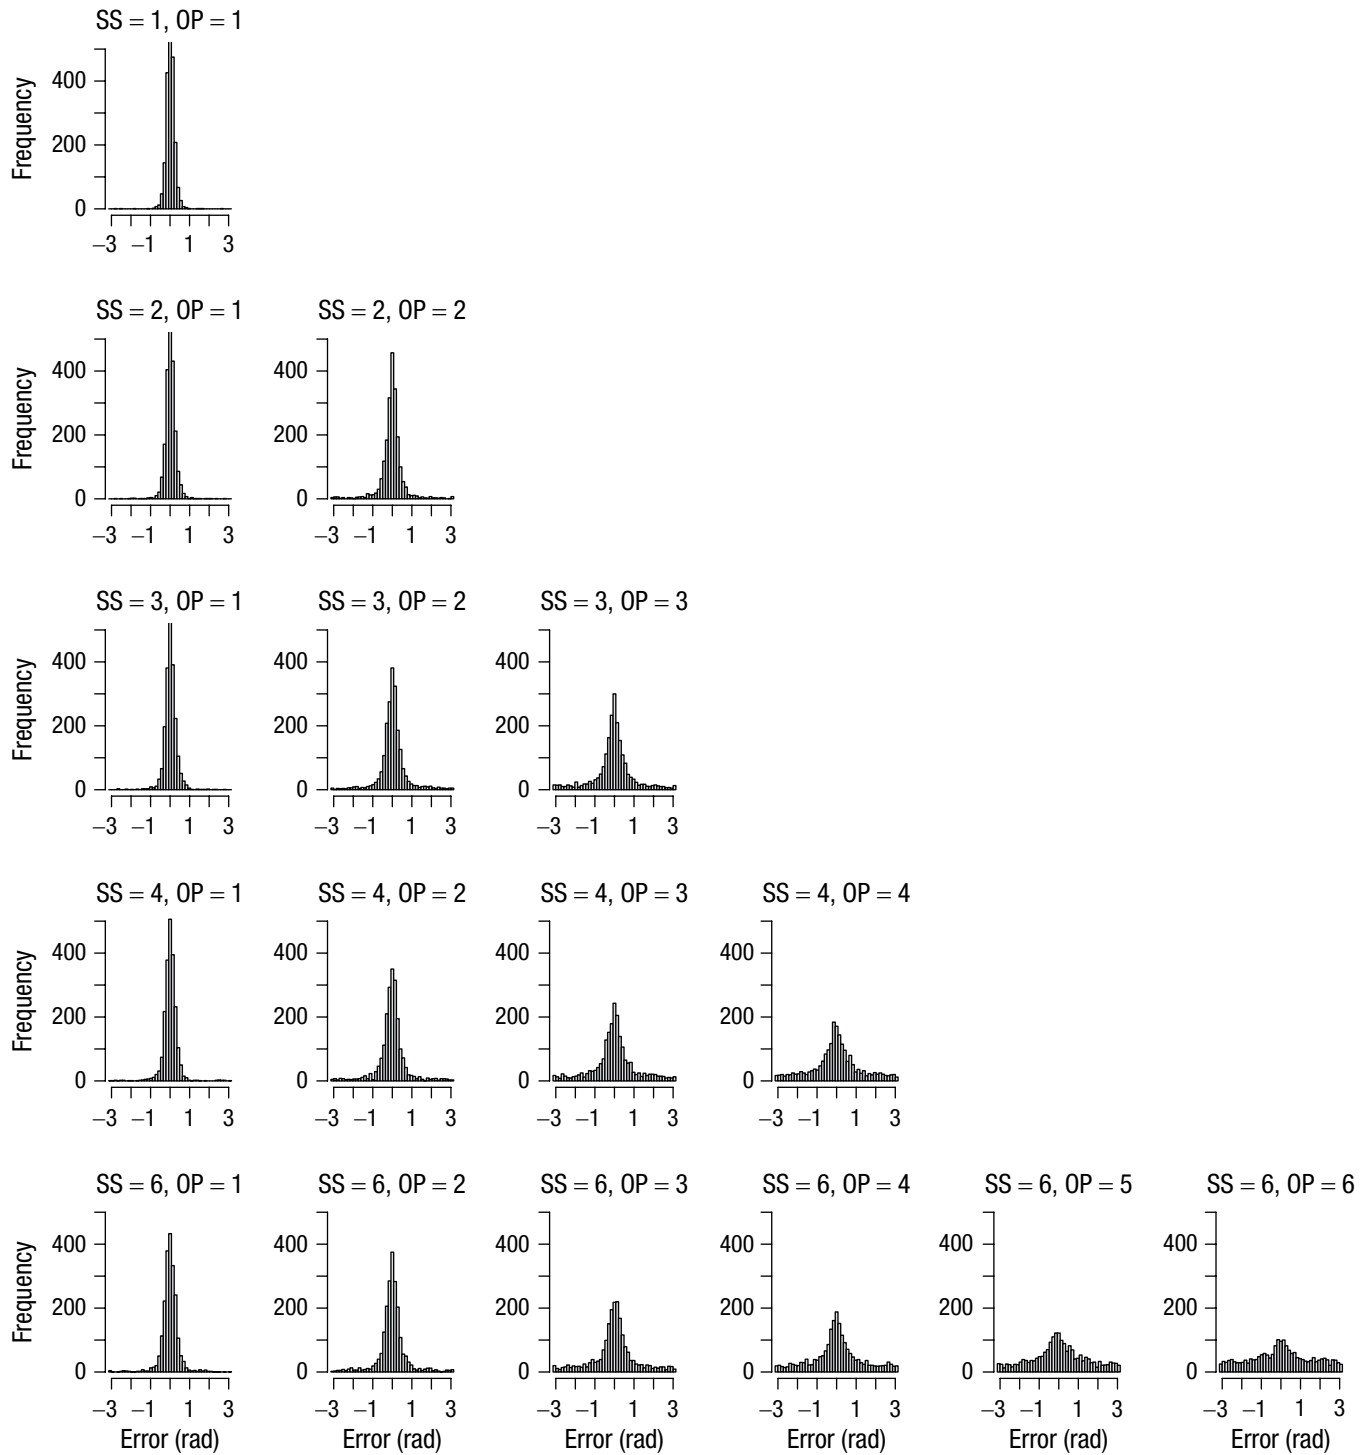 SS = 1, OP = 1
Frequency
400
200
0
−3 −1 1 3
SS = 2, OP = 1 SS = 2, OP = 2
Frequency
400 400
200 200
0 0
−3 −1 1 3 −3 −1 1 3
SS = 3, OP = 1 SS = 3, OP = 2 SS = 3, OP = 3
Frequency
400 400 400
200 200 200
0 0 0
−3 −1 1 3 −3 −1 1 3 −3 −1 1 3
SS = 4, OP = 1 SS = 4, OP = 2 SS = 4, OP = 3 SS = 4, OP = 4
Frequency
400 400 400 400
200 200 200 200
0 0 0 0
−3 −1 1 3 −3 −1 1 3 −3 −1 1 3 −3 −1 1 3
SS = 6, OP = 1 SS = 6, OP = 2 SS = 6, OP = 3 SS = 6, OP = 4 SS = 6, OP = 5 SS = 6, OP = 6
Frequency
400 400 400 400 400 400
200 200 200 200 200 200
0 0 0 0 0 0
−3 −1 1 3 −3 −1 1 3 −3 −1 1 3 −3 −1 1 3 −3 −1 1 3 −3 −1 1 3
Error (rad) Error (rad) Error (rad) Error (rad) Error (rad) Error (rad)